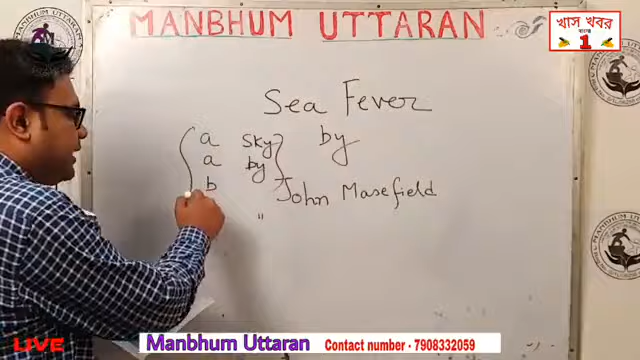 MANBHUM UTTARAN
খাস খবর
বাংলা
1
Sea Fever
a sky
a by
b "
by
John Masefield
LIVE
Manbhum Uttaran Contact number - 7908332059